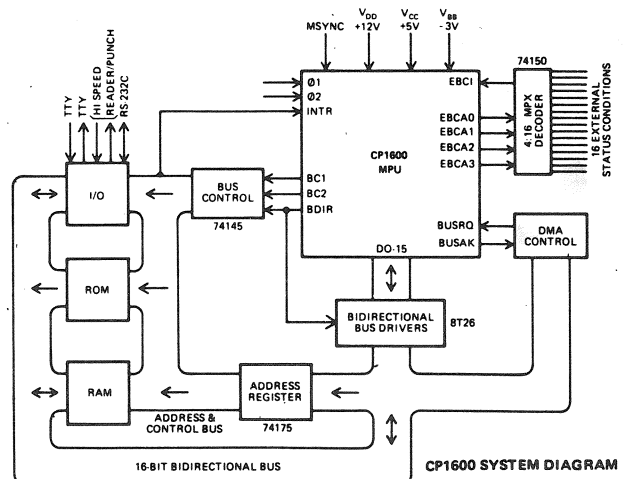 MSYNC
VDD
+12V
VCC
+5V
VBB
-3V
TTY
TTY
HI SPEED
READER/PUNCH
RS 232C
Ø1
Ø2
INTR
CP1600
MPU
EBCI
EBCA0
EBCA1
EBCA2
EBCA3
74150
4:16 MPX
DECODER
16 EXTERNAL
STATUS CONDITIONS
I/O
BUS
CONTROL
74145
BC1
BC2
BDIR
BUSRQ
BUSAK
DMA
CONTROL
DO-15
ROM
BIDIRECTIONAL
BUS DRIVERS
8T26
RAM
ADDRESS
REGISTER
74175
ADDRESS &
CONTROL BUS
16-BIT BIDIRECTIONAL BUS
CP1600 SYSTEM DIAGRAM